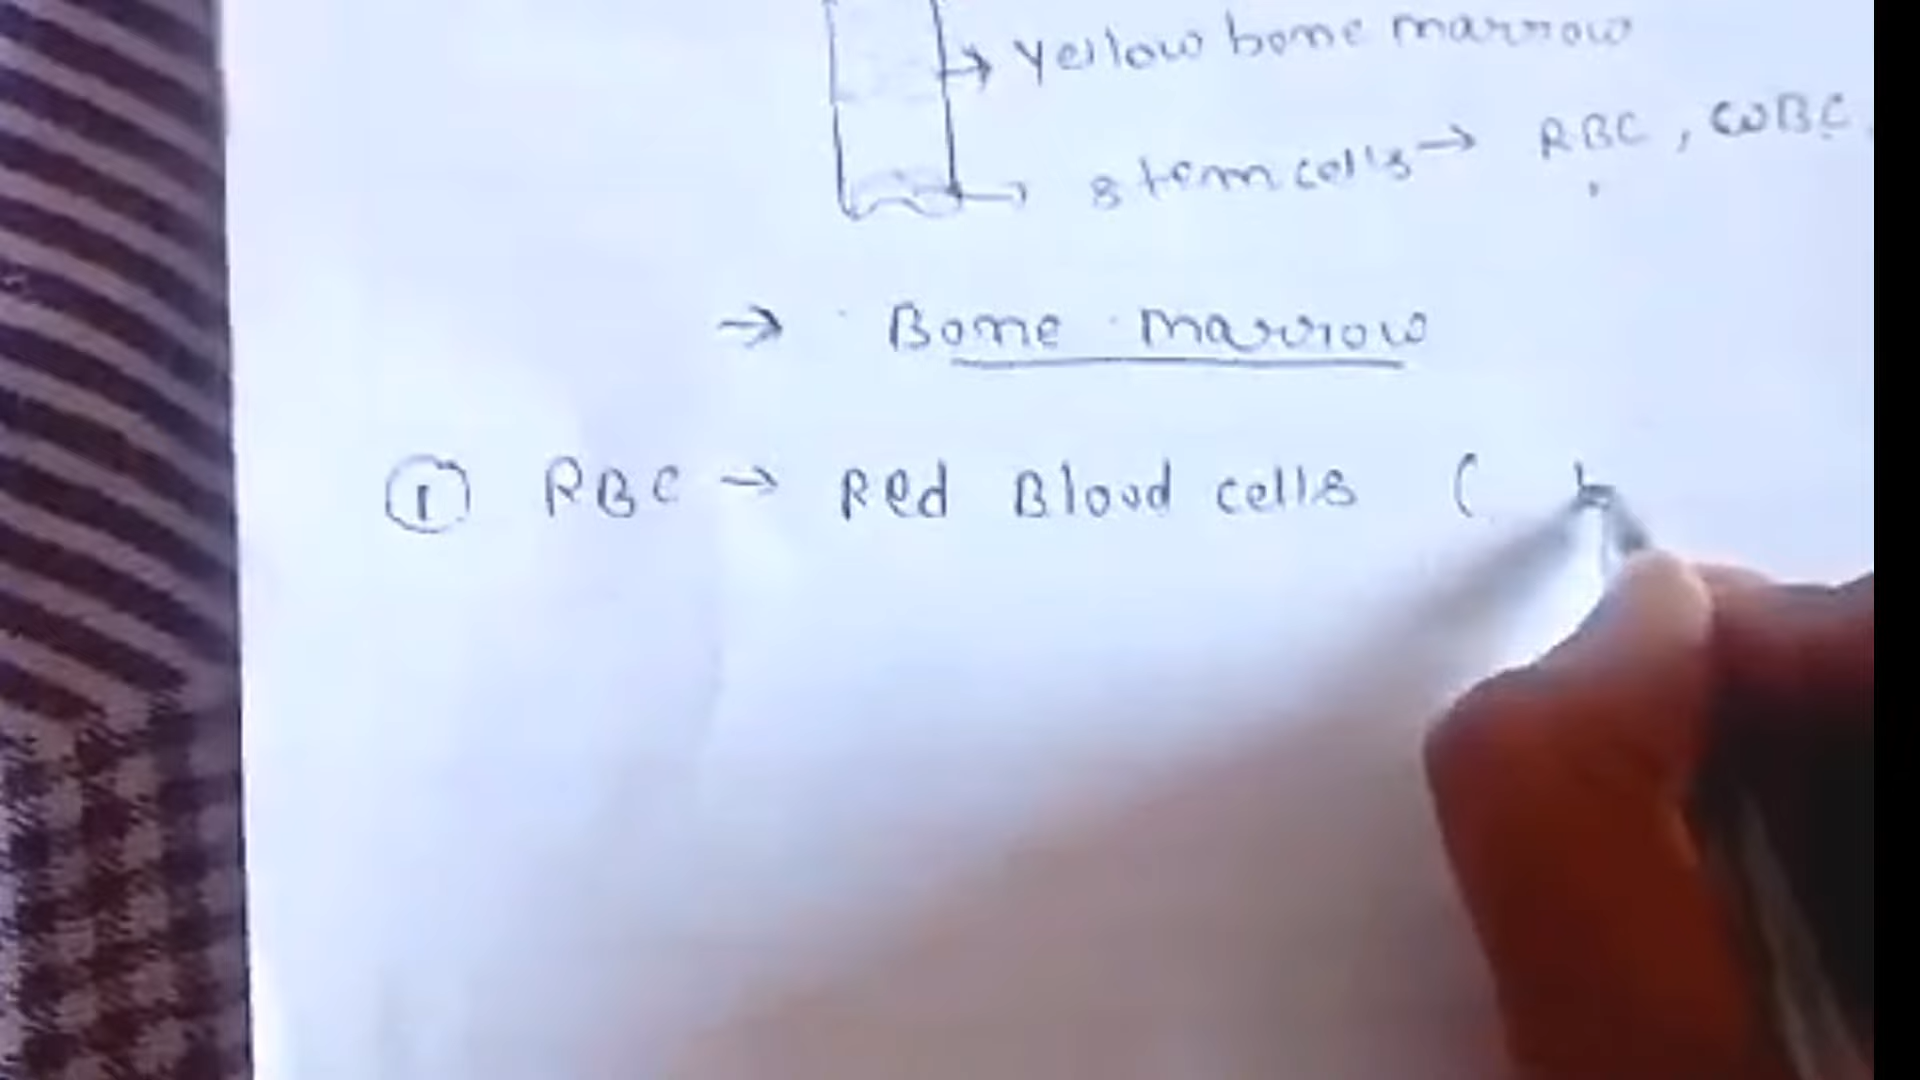 → Yellow bone marrow
→ stem cells → RBC, WBC,
→ Bone marrow
① RBC → Red Blood cells (